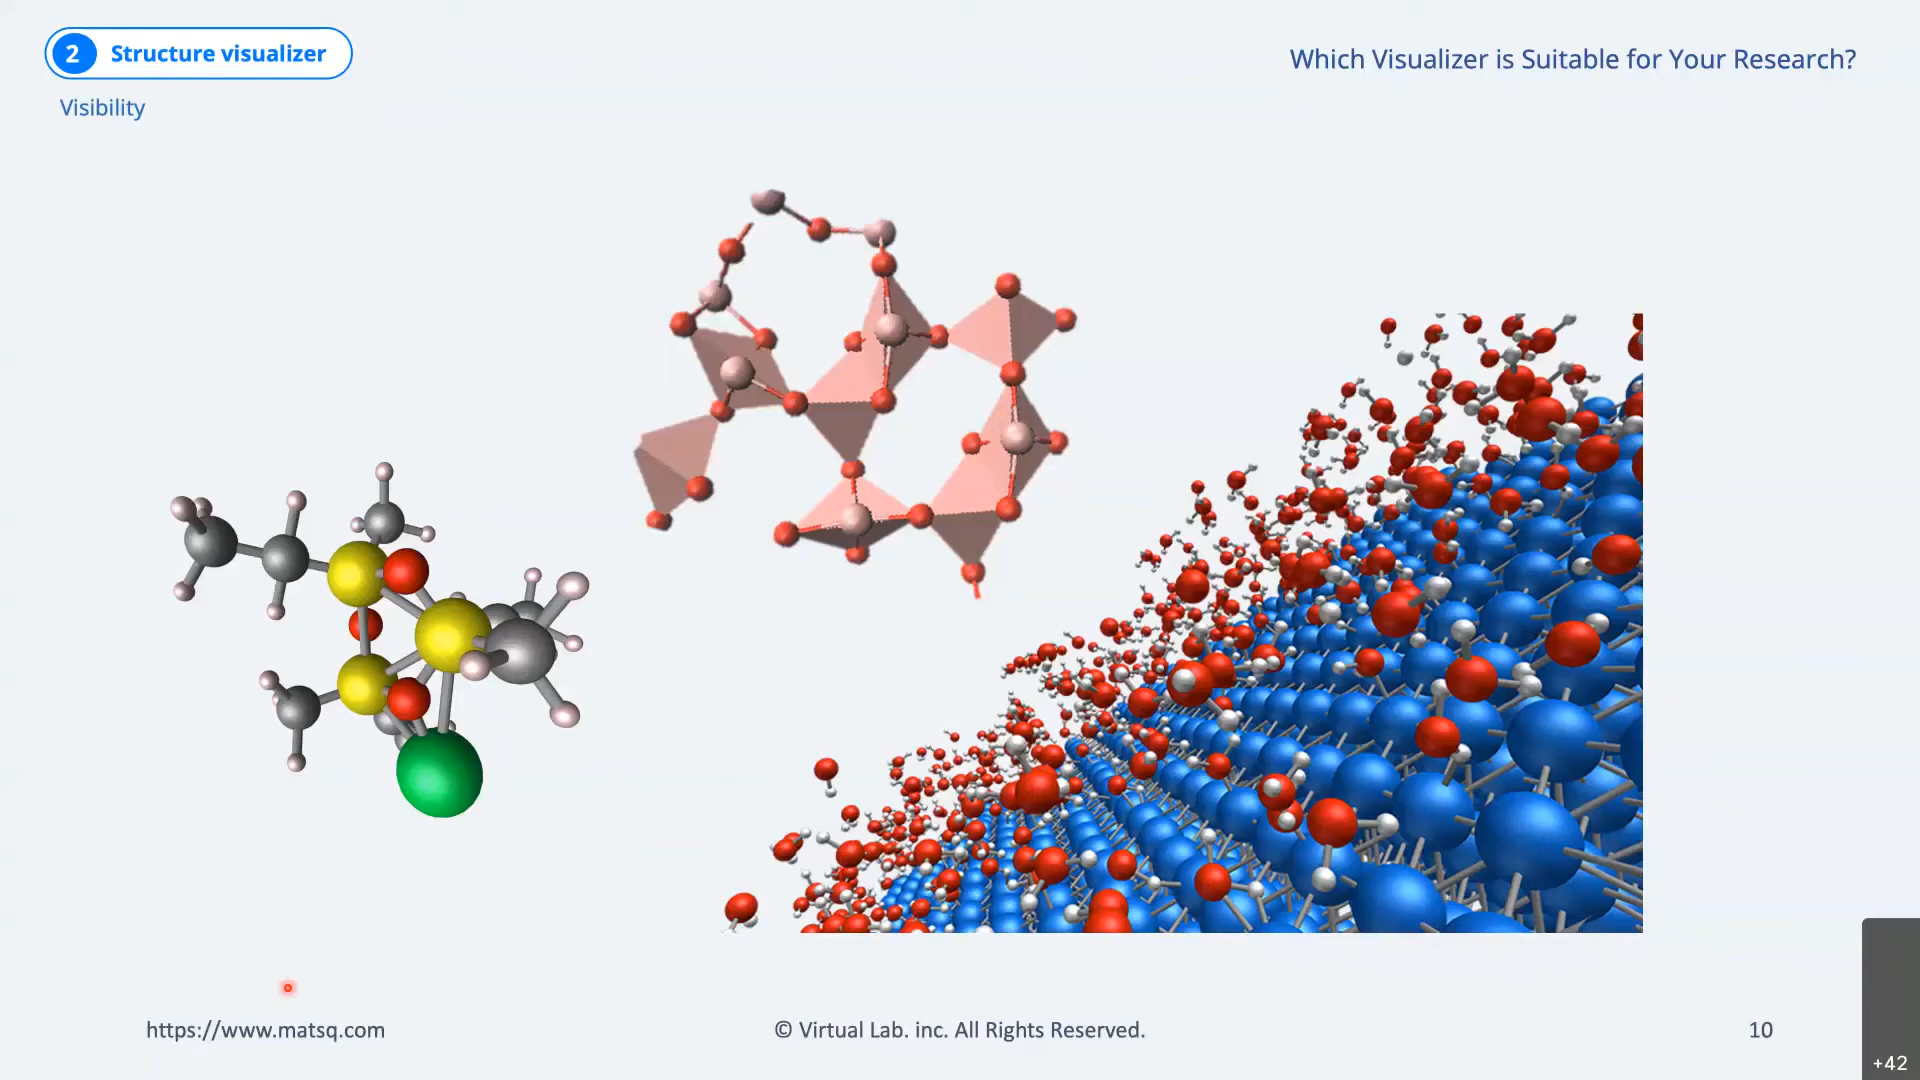 2 Structure visualizer
Which Visualizer is Suitable for Your Research?
Visibility
https://www.matsq.com
© Virtual Lab. inc. All Rights Reserved.
10
+42